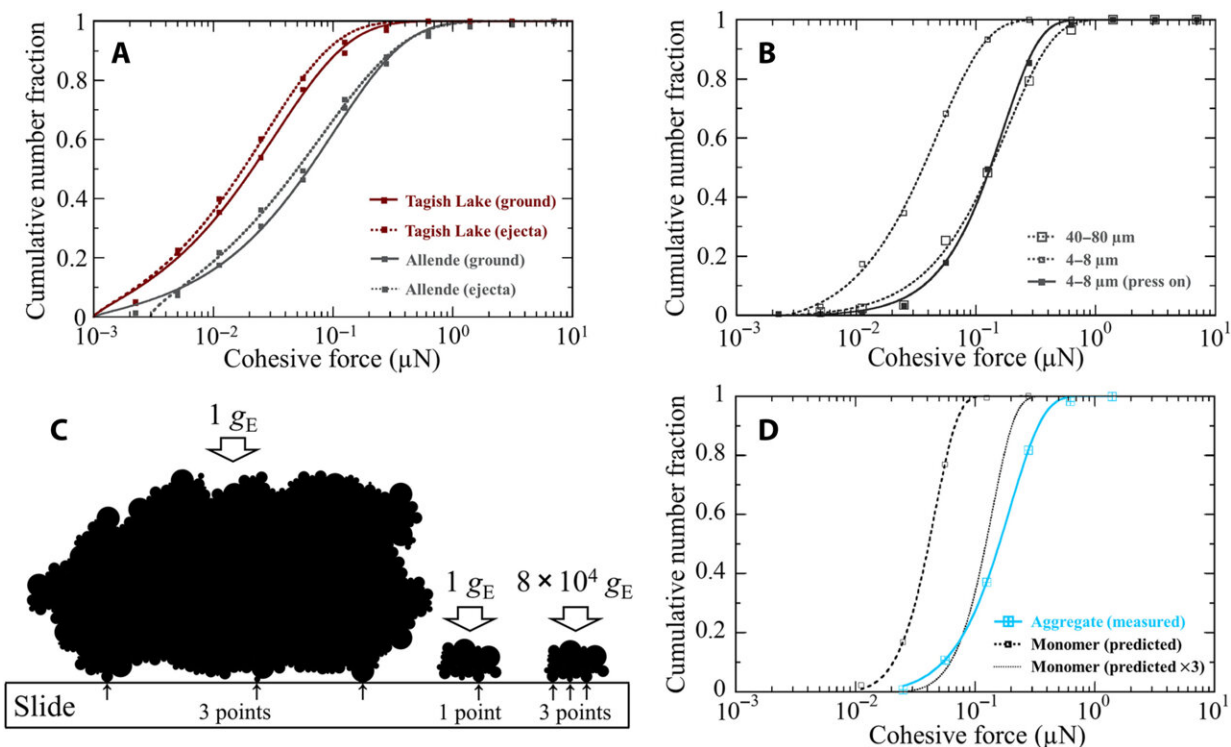 A
Cumulative number fraction
1
0.8
0.6
0.4
0.2
0
10⁻³ 10⁻² 10⁻¹ 10⁰ 10¹
Cohesive force (µN)
Tagish Lake (ground)
Tagish Lake (ejecta)
Allende (ground)
Allende (ejecta)
B
Cumulative number fraction
1
0.8
0.6
0.4
0.2
0
10⁻³ 10⁻² 10⁻¹ 10⁰ 10¹
Cohesive force (µN)
40–80 µm
4–8 µm
4–8 µm (press on)
C
1 gE
1 gE
8 × 10⁴ gE
Slide
3 points
1 point
3 points
D
Cumulative number fraction
1
0.8
0.6
0.4
0.2
0
10⁻³ 10⁻² 10⁻¹ 10⁰ 10¹
Cohesive force (µN)
Aggregate (measured)
Monomer (predicted)
Monomer (predicted ×3)